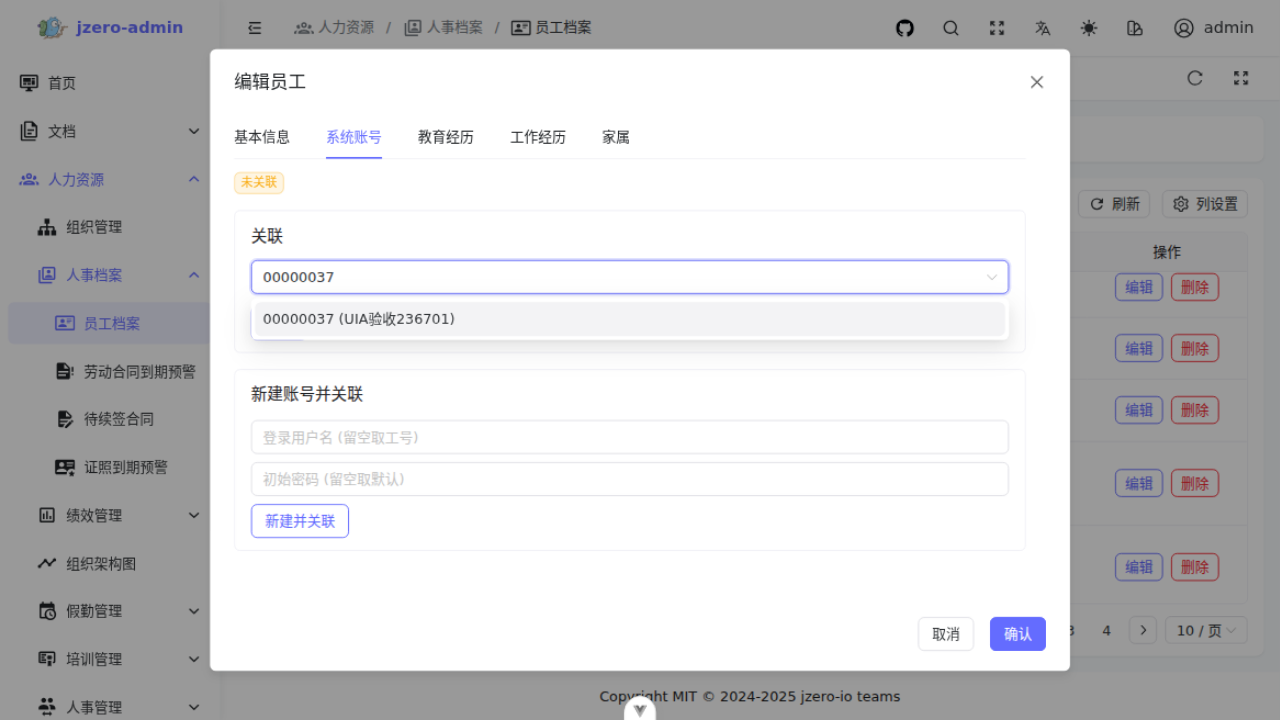 jzero-admin
人力资源 / 人事档案 / 员工档案
admin
首页
文档
人力资源
组织管理
人事档案
员工档案
劳动合同到期预警
待续签合同
证照到期预警
绩效管理
组织架构图
假勤管理
培训管理
人事管理
编辑员工
基本信息 系统账号 教育经历 工作经历 家属
未关联
关联
00000037
00000037 (UIA验收236701)
新建账号并关联
登录用户名 (留空取工号)
初始密码 (留空取默认)
新建并关联
取消 确认
刷新 列设置
操作
编辑 删除
编辑 删除
编辑 删除
编辑 删除
编辑 删除
4 10 / 页
Copyright MIT © 2024-2025 jzero-io teams